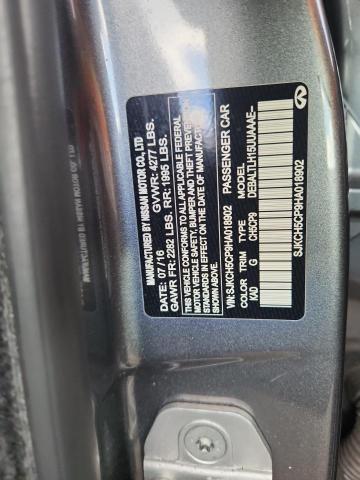 MANUFACTURED BY NISSAN MOTOR CO., LTD
DATE: 07/16 GVWR: 4277 LBS.
GAWR FR: 2282 LBS. RR: 1995 LBS.
THIS VEHICLE CONFORMS TO ALL APPLICABLE FEDERAL
MOTOR VEHICLE SAFETY, BUMPER AND THEFT PREVENTION
STANDARDS IN EFFECT ON THE DATE OF MANUFACTURE
SHOWN ABOVE.
VIN: SJKCH5CP9HA018902 PASSENGER CAR
COLOR TRIM TYPE MODEL
KAD G CH5CP9
SJKCH5CP9HA018902